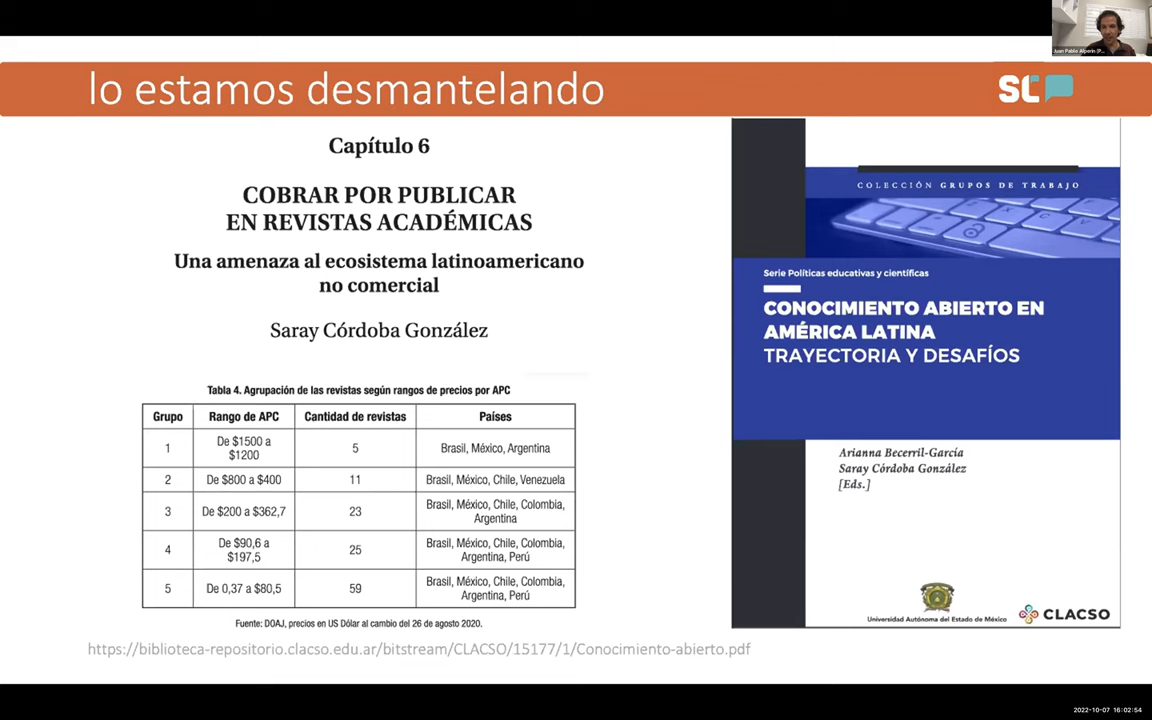 Juan Pablo Alperin (P...
lo estamos desmantelando
SC
Capítulo 6
COBRAR POR PUBLICAR
EN REVISTAS ACADÉMICAS
Una amenaza al ecosistema latinoamericano
no comercial
Saray Córdoba González
Tabla 4. Agrupación de las revistas según rangos de precios por APC
Grupo Rango de APC Cantidad de revistas Países
1 De $1500 a $1200 5 Brasil, México, Argentina
2 De $800 a $400 11 Brasil, México, Chile, Venezuela
3 De $200 a $362,7 23 Brasil, México, Chile, Colombia, Argentina
4 De $90,6 a $197,5 25 Brasil, México, Chile, Colombia, Argentina, Perú
5 De 0,37 a $80,5 59 Brasil, México, Chile, Colombia, Argentina, Perú
Fuente: DOAJ, precios en US Dólar al cambio del 26 de agosto 2020.
https://biblioteca-repositorio.clacso.edu.ar/bitstream/CLACSO/15177/1/Conocimiento-abierto.pdf
COLECCIÓN GRUPOS DE TRABAJO
Serie Políticas educativas y científicas
CONOCIMIENTO ABIERTO EN
AMÉRICA LATINA
TRAYECTORIA Y DESAFÍOS
Arianna Becerril-García
Saray Córdoba González
[Eds.]
Universidad Autónoma del Estado de México
CLACSO
2022-10-07 16:02:54